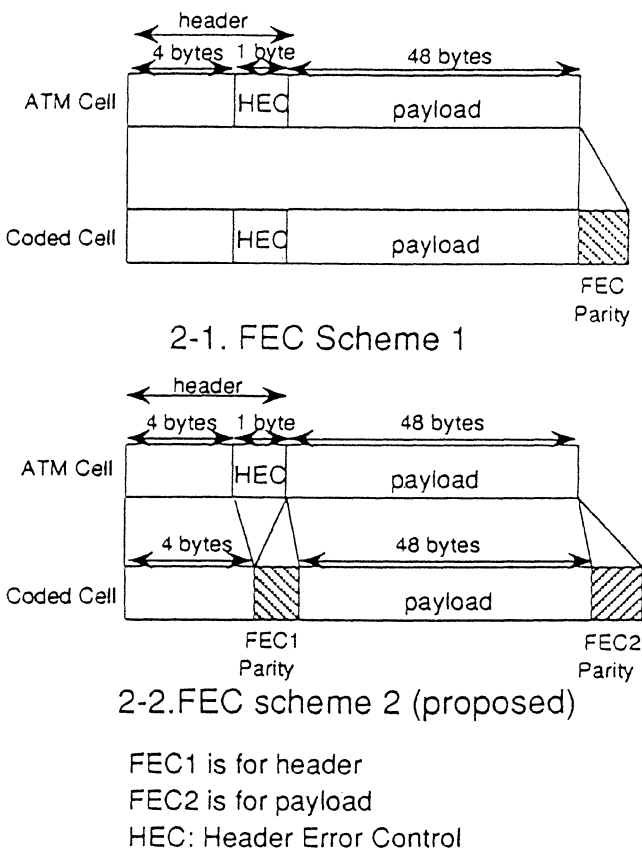 header
4 bytes 1 byte 48 bytes
ATM Cell HEC payload
Coded Cell HEC payload
FEC
Parity
2-1. FEC Scheme 1
header
4 bytes 1 byte 48 bytes
ATM Cell HEC payload
4 bytes 48 bytes
Coded Cell payload
FEC1 FEC2
Parity Parity
2-2.FEC scheme 2 (proposed)
FEC1 is for header
FEC2 is for payload
HEC: Header Error Control